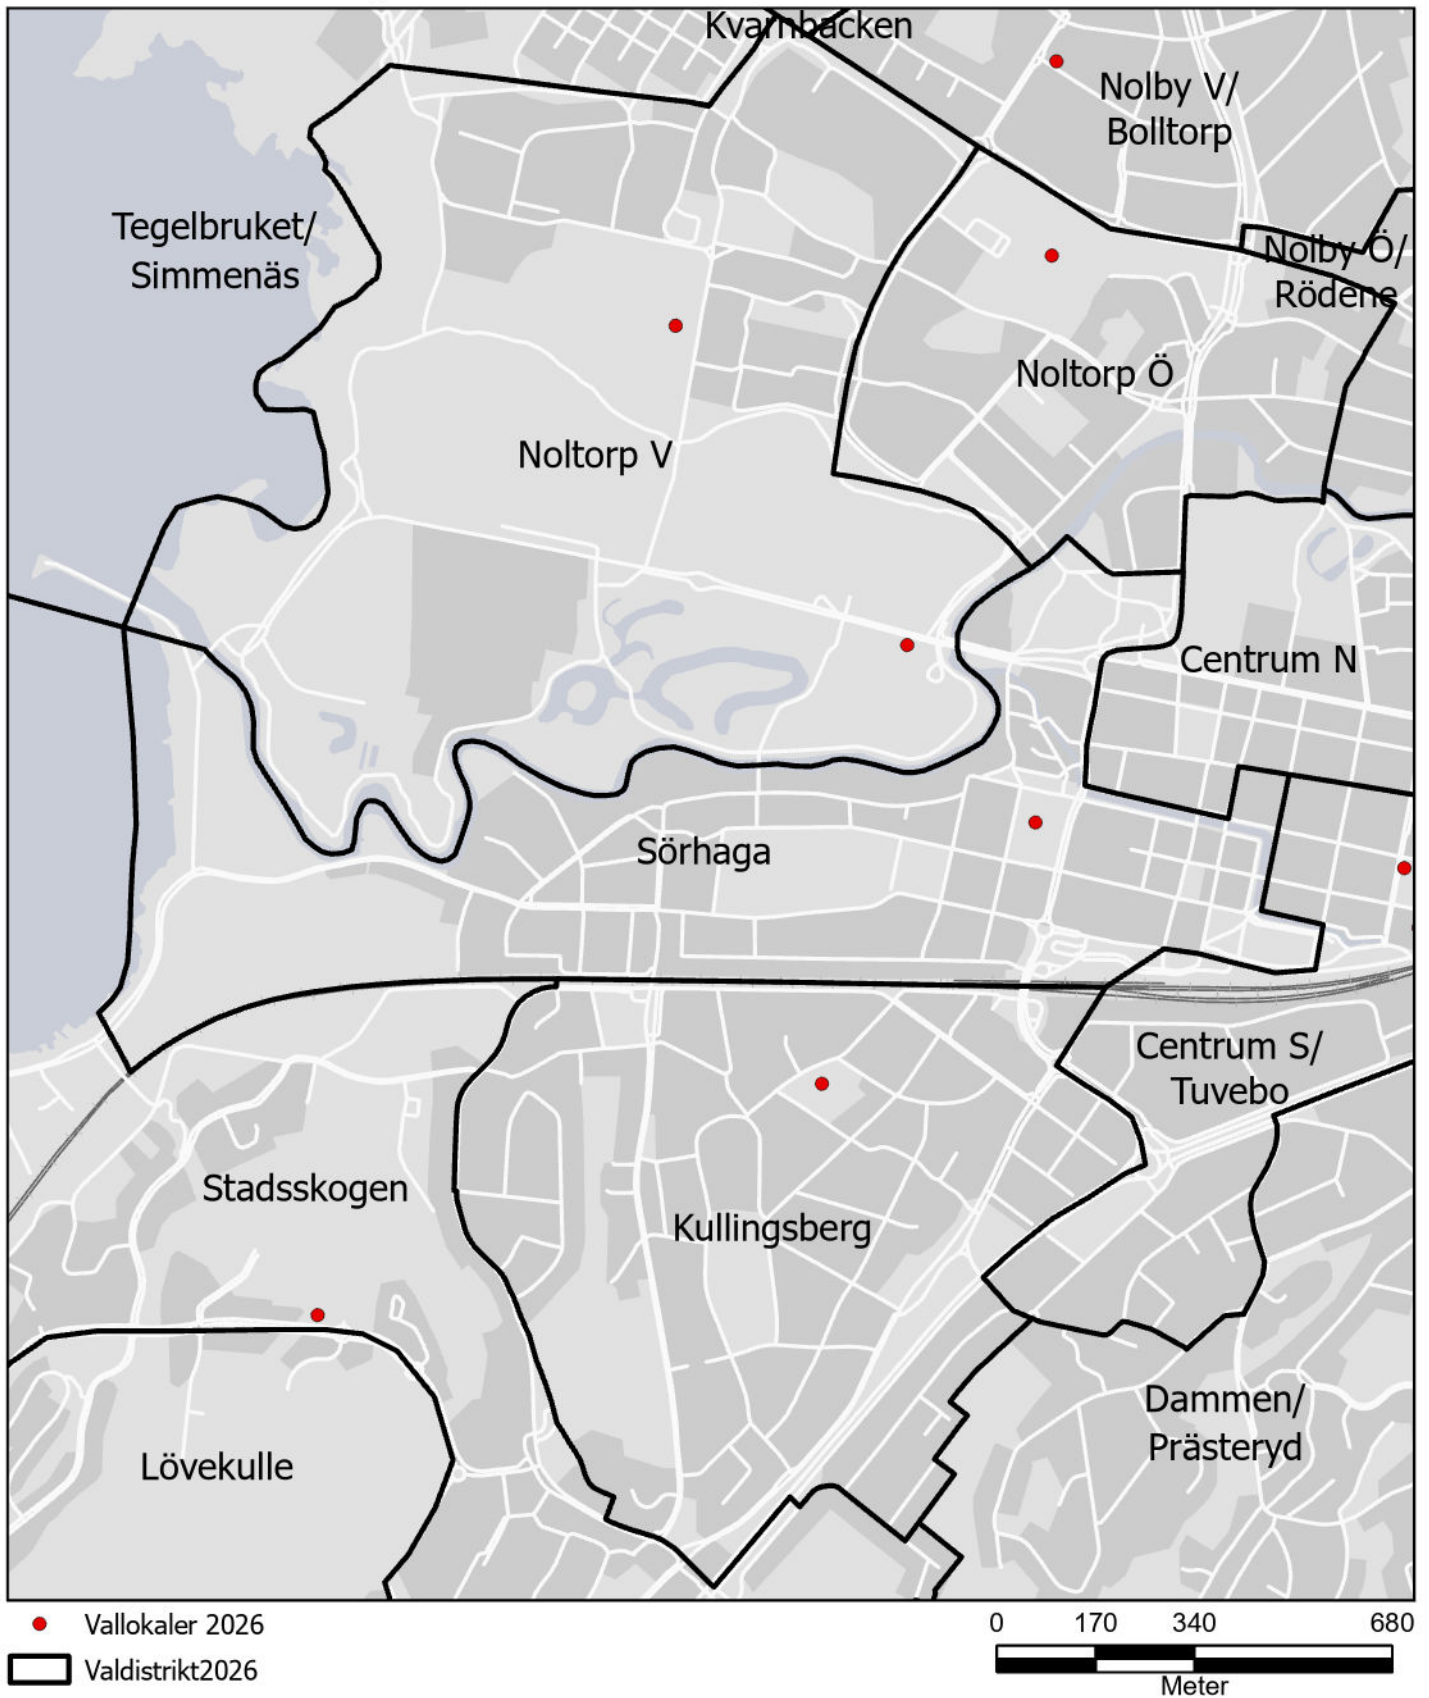 Kvarnbacken
Nolby V/
Bolltorp
Tegelbruket/
Simmenäs
Nolby Ö/
Rödene
Noltorp Ö
Noltorp V
Centrum N
Sörhaga
Centrum S/
Tuvebo
Stadsskogen
Kullingsberg
Dammen/
Prästeryd
Lövekulle
Vallokaler 2026
Valdistrikt2026
0 170 340 680
Meter